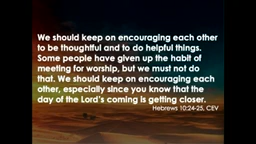 We should keep on encouraging each other
to be thoughtful and to do helpful things.
Some people have given up the habit of
meeting for worship, but we must not do
that. We should keep on encouraging each
other, especially since you know that the
day of the Lord's coming is getting closer.
Hebrews 10:24-25, CEV